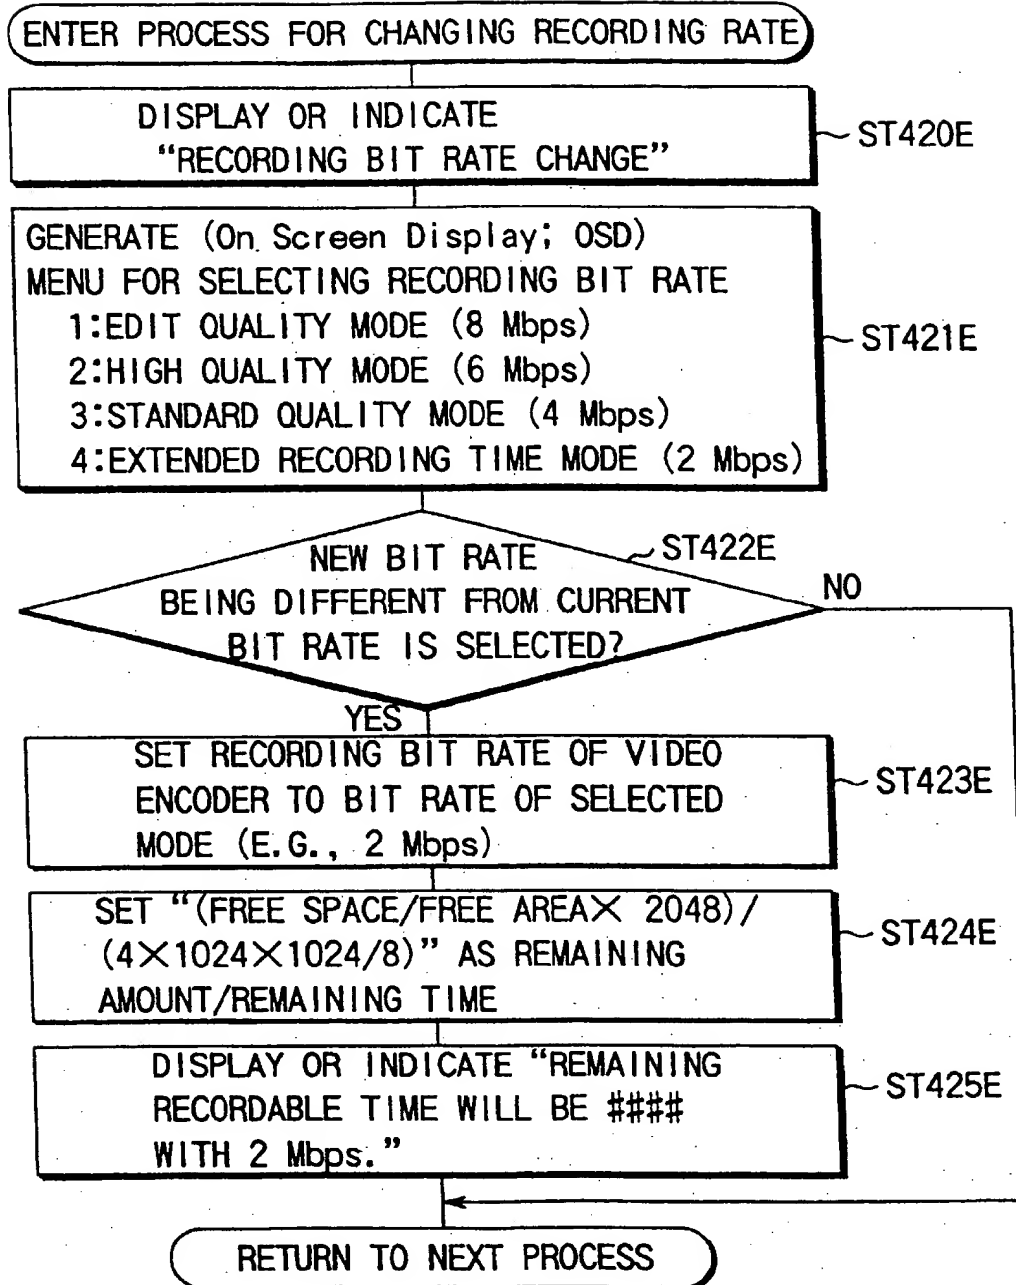 ENTER PROCESS FOR CHANGING RECORDING RATE
DISPLAY OR INDICATE
"RECORDING BIT RATE CHANGE"
ST420E
GENERATE (On Screen Display; OSD)
MENU FOR SELECTING RECORDING BIT RATE
1:EDIT QUALITY MODE (8 Mbps)
2:HIGH QUALITY MODE (6 Mbps)
3:STANDARD QUALITY MODE (4 Mbps)
4:EXTENDED RECORDING TIME MODE (2 Mbps)
ST421E
NEW BIT RATE
BEING DIFFERENT FROM CURRENT
BIT RATE IS SELECTED?
ST422E
NO
YES
SET RECORDING BIT RATE OF VIDEO
ENCODER TO BIT RATE OF SELECTED
MODE (E.G., 2 Mbps)
ST423E
SET "(FREE SPACE/FREE AREA× 2048)/
(4×1024×1024/8)" AS REMAINING
AMOUNT/REMAINING TIME
ST424E
DISPLAY OR INDICATE "REMAINING
RECORDABLE TIME WILL BE ####
WITH 2 Mbps."
ST425E
RETURN TO NEXT PROCESS